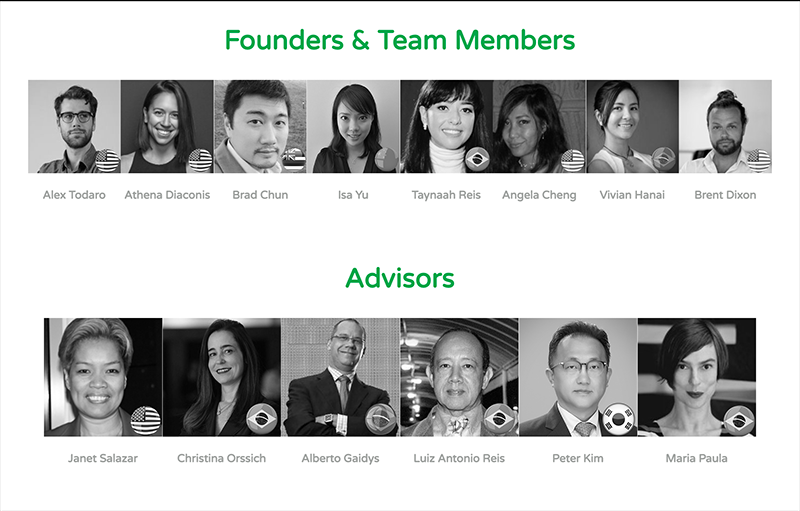 Founders & Team Members
Alex Todaro Athena Diaconis Brad Chun Isa Yu Taynaah Reis Angela Cheng Vivian Hanai Brent Dixon
Advisors
Janet Salazar Christina Orssich Alberto Gaidys Luiz Antonio Reis Peter Kim Maria Paula